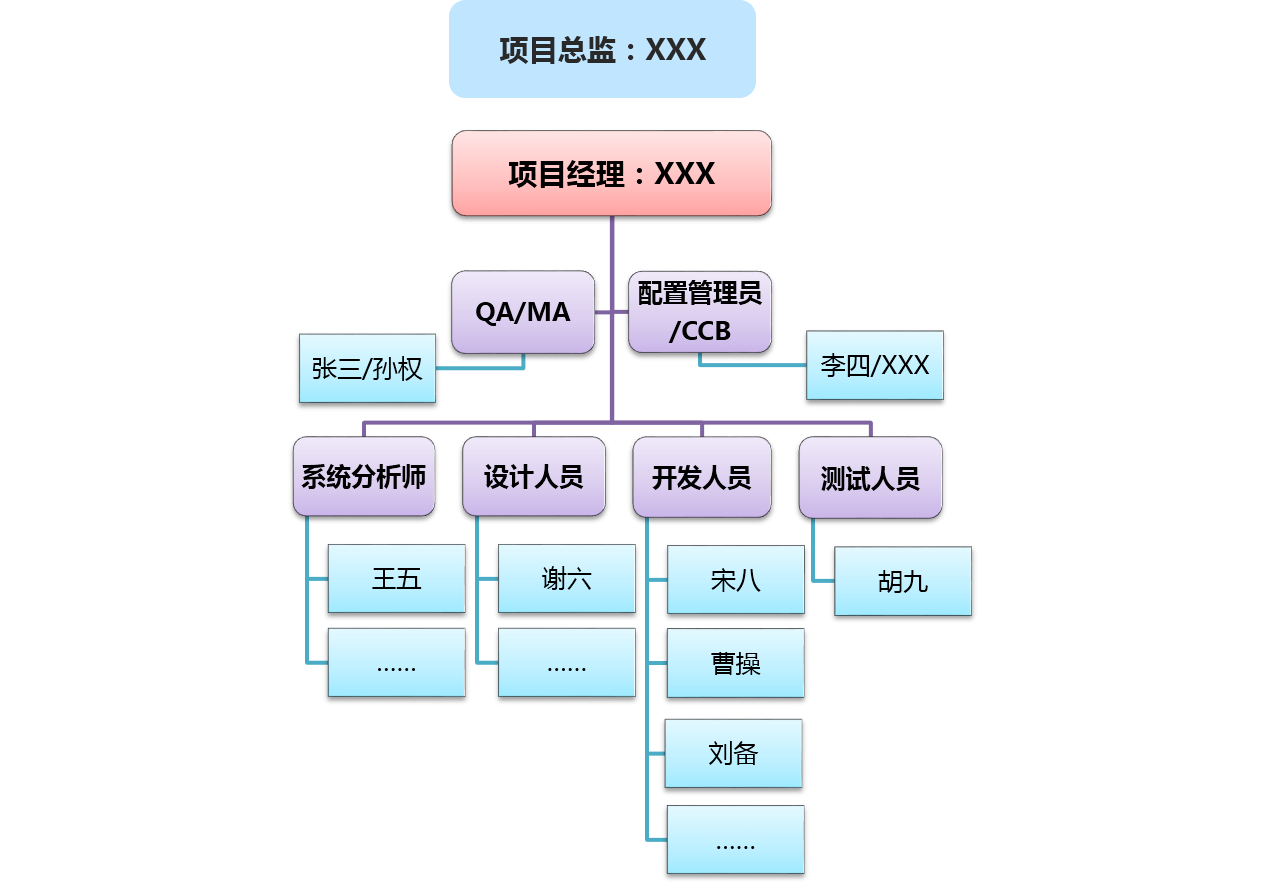 项目总监：XXX
项目经理：XXX
QA/MA
配置管理员
/CCB
张三/孙权
李四/XXX
系统分析师
设计人员
开发人员
测试人员
王五
谢六
宋八
胡九
……
……
曹操
刘备
……